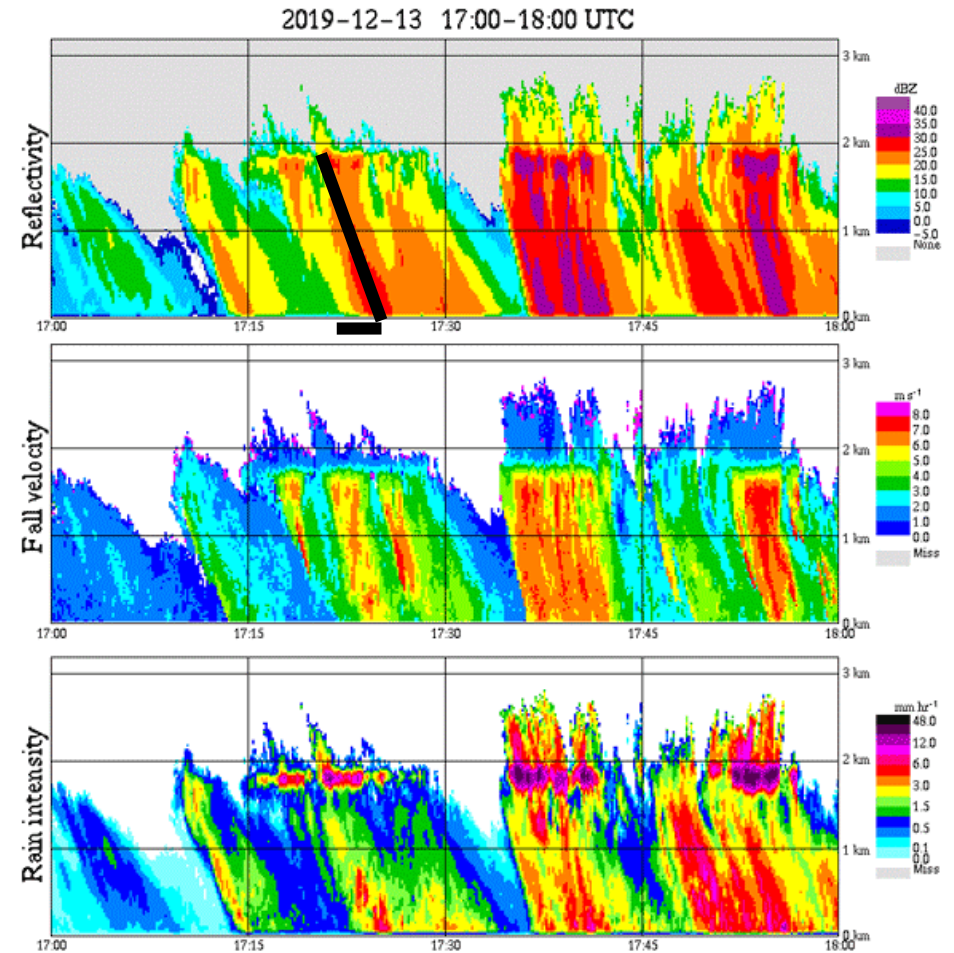 2019-12-13 17:00-18:00 UTC
Reflectivity
3 km
2 km
1 km
0 km
17:00 17:15 17:30 17:45 18:00
dBZ
40.0
35.0
30.0
25.0
20.0
15.0
10.0
5.0
0.0
-5.0
None
Fall velocity
3 km
2 km
1 km
0 km
17:00 17:15 17:30 17:45 18:00
m s⁻¹
8.0
7.0
6.0
5.0
4.0
3.0
2.0
1.0
0.0
Miss
Rain intensity
3 km
2 km
1 km
0 km
17:00 17:15 17:30 17:45 18:00
mm hr⁻¹
48.0
12.0
6.0
3.0
1.5
0.5
0.1
0.0
Miss